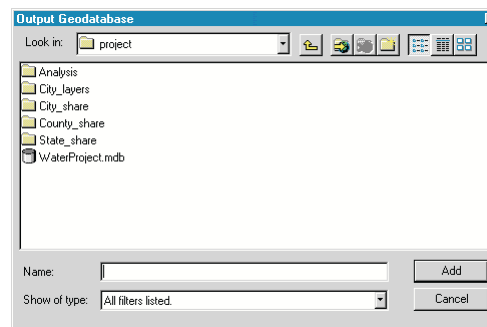 Output Geodatabase
Look in: project
Analysis
City_layers
City_share
County_share
State_share
WaterProject.mdb
Name: Add
Show of type: All filters listed. Cancel